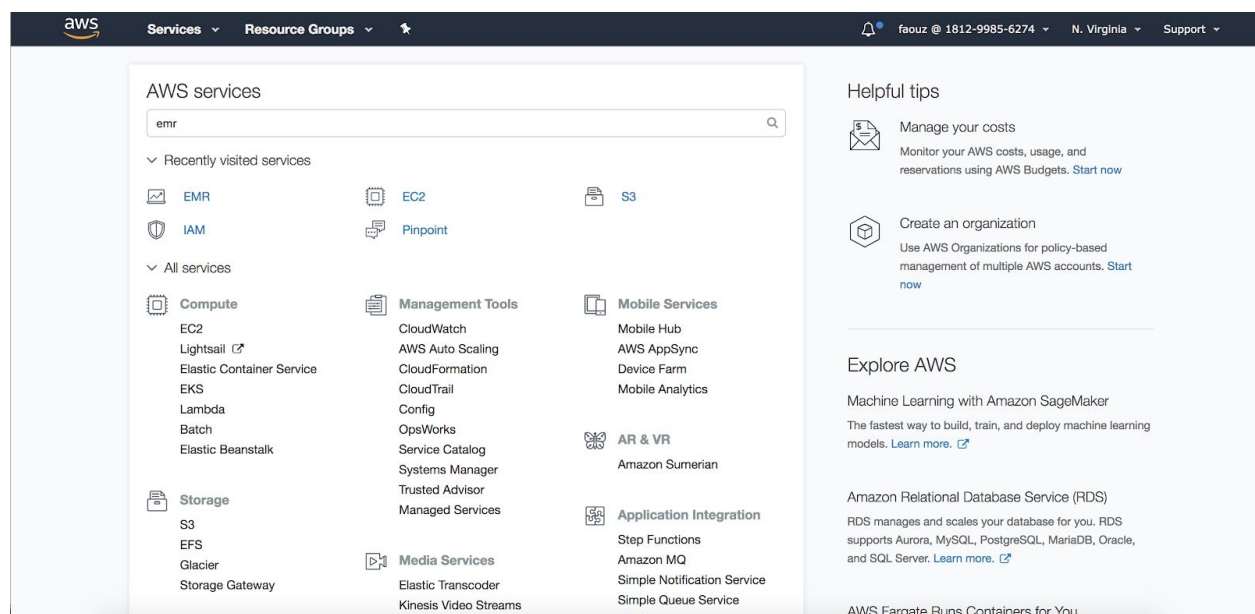 aws
Services
Resource Groups
faouz @ 1812-9985-6274
N. Virginia
Support
AWS services
emr
Recently visited services
EMR
EC2
S3
IAM
Pinpoint
All services
Compute
EC2
Lightsail
Elastic Container Service
EKS
Lambda
Batch
Elastic Beanstalk
Storage
S3
EFS
Glacier
Storage Gateway
Management Tools
CloudWatch
AWS Auto Scaling
CloudFormation
CloudTrail
Config
OpsWorks
Service Catalog
Systems Manager
Trusted Advisor
Managed Services
Media Services
Elastic Transcoder
Kinesis Video Streams
Mobile Services
Mobile Hub
AWS AppSync
Device Farm
Mobile Analytics
AR & VR
Amazon Sumerian
Application Integration
Step Functions
Amazon MQ
Simple Notification Service
Simple Queue Service
Helpful tips
Manage your costs
Monitor your AWS costs, usage, and
reservations using AWS Budgets. Start now
Create an organization
Use AWS Organizations for policy-based
management of multiple AWS accounts. Start
now
Explore AWS
Machine Learning with Amazon SageMaker
The fastest way to build, train, and deploy machine learning
models. Learn more.
Amazon Relational Database Service (RDS)
RDS manages and scales your database for you. RDS
supports Aurora, MySQL, PostgreSQL, MariaDB, Oracle,
and SQL Server. Learn more.
AWS Fargate Runs Containers for You